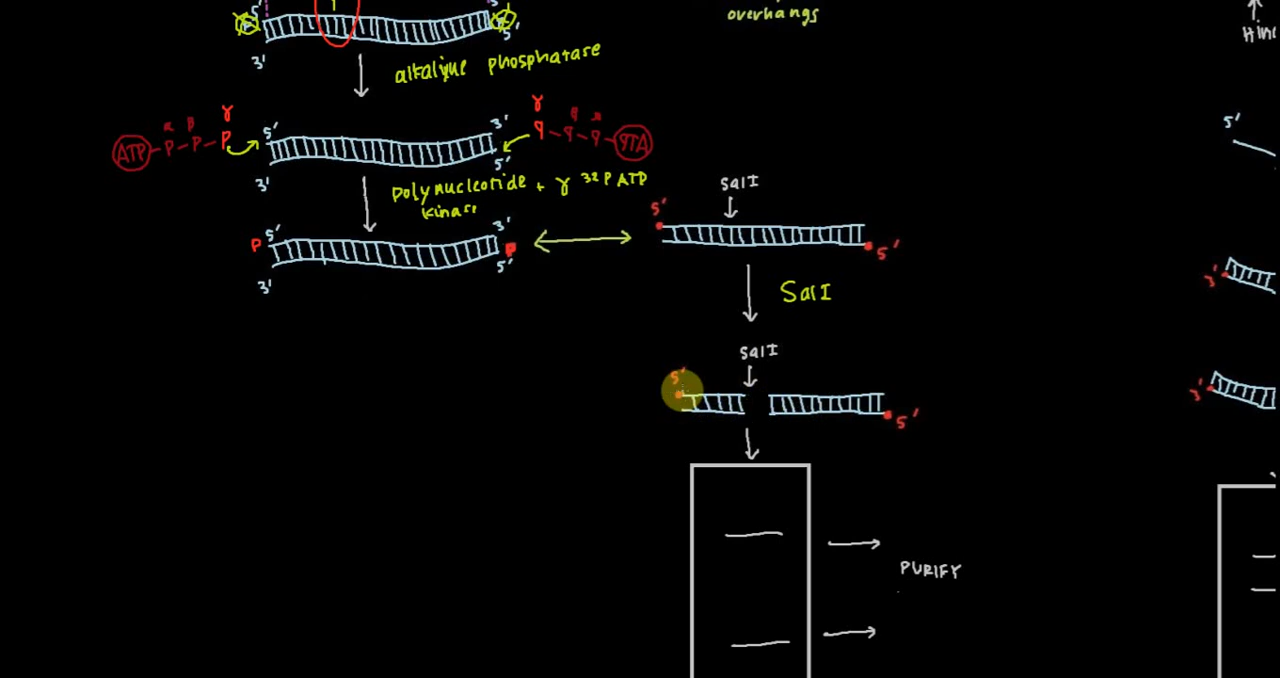 5'
5'
3'
overhangs
alkaline phosphatase
γ
α β
ATP-P-P-P
5'
3'
γ
3'
5'
polynucleotide + γ 32P ATP
kinase
P 5'
3'
3'
P
5'
SalI
5'
5'
SalI
SalI
5'
5'
PURIFY
5'
3'
3'